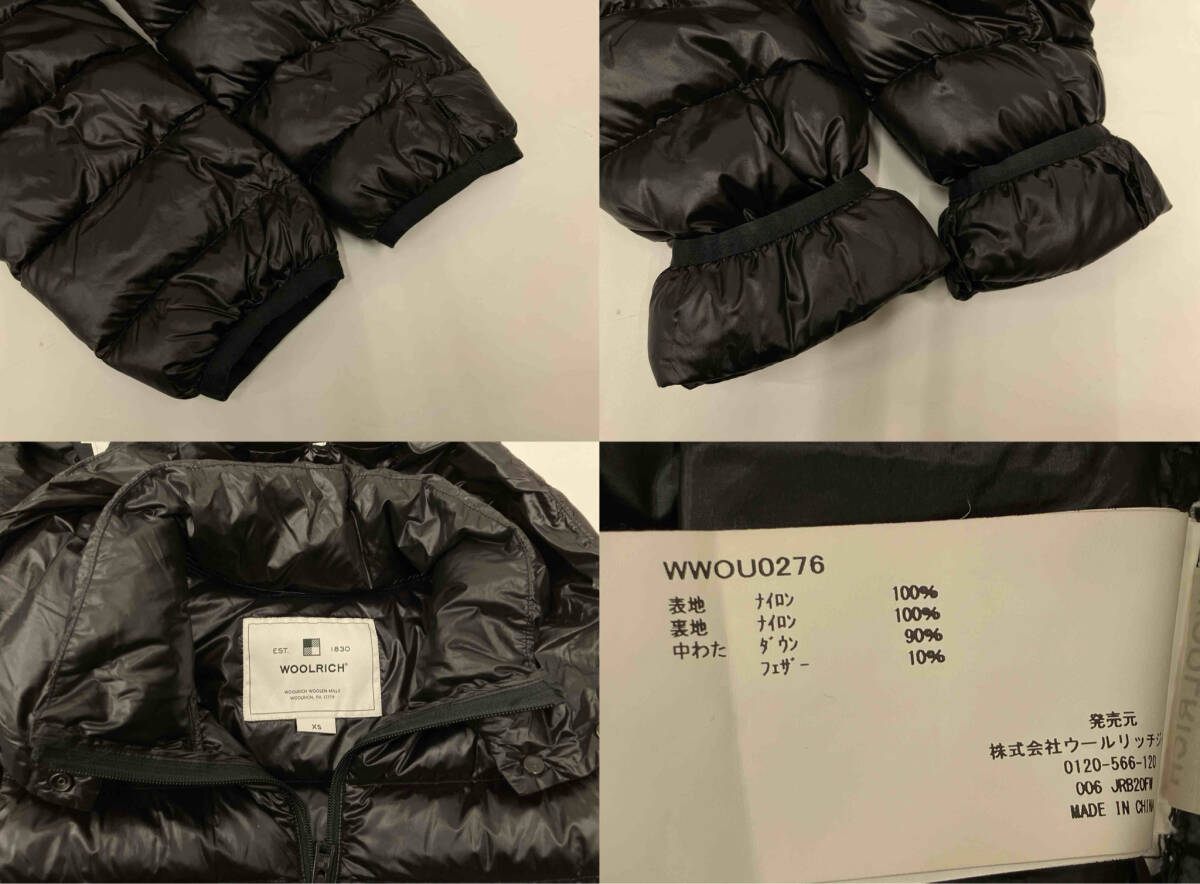 EST. 1830
WOOLRICH®
WOOLRICH WOOLEN MILLS
WOOLRICH, PA 17779
XS
WWOU0276
表地 ナイロン 100%
裏地 ナイロン 100%
中わた ダウン 90%
フェザー 10%
発売元
株式会社ウールリッチジ
0120-566-120
006 JRB20FW
MADE IN CHINA
OOLRICH